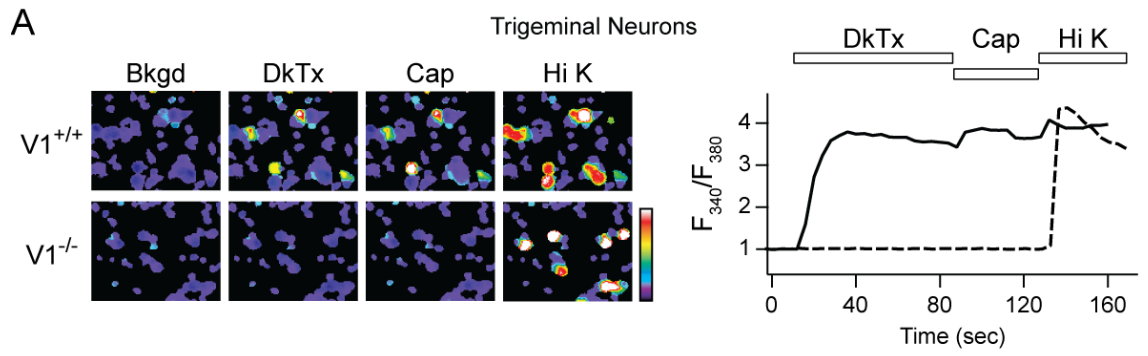 A
Trigeminal Neurons
Bkgd DkTx Cap Hi K
V1+/+
V1-/-
DkTx Cap Hi K
F340/F380
4
3
2
1
0 40 80 120 160
Time (sec)